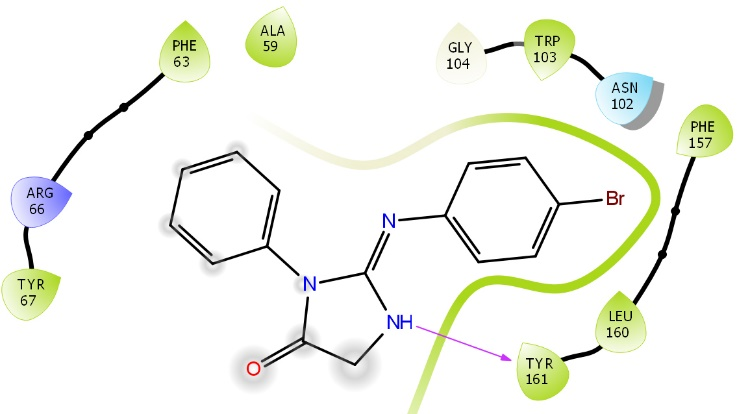 PHE
63
ALA
59
GLY
104
TRP
103
ASN
102
PHE
157
ARG
66
TYR
67
N
Br
N
NH
O
LEU
160
TYR
161